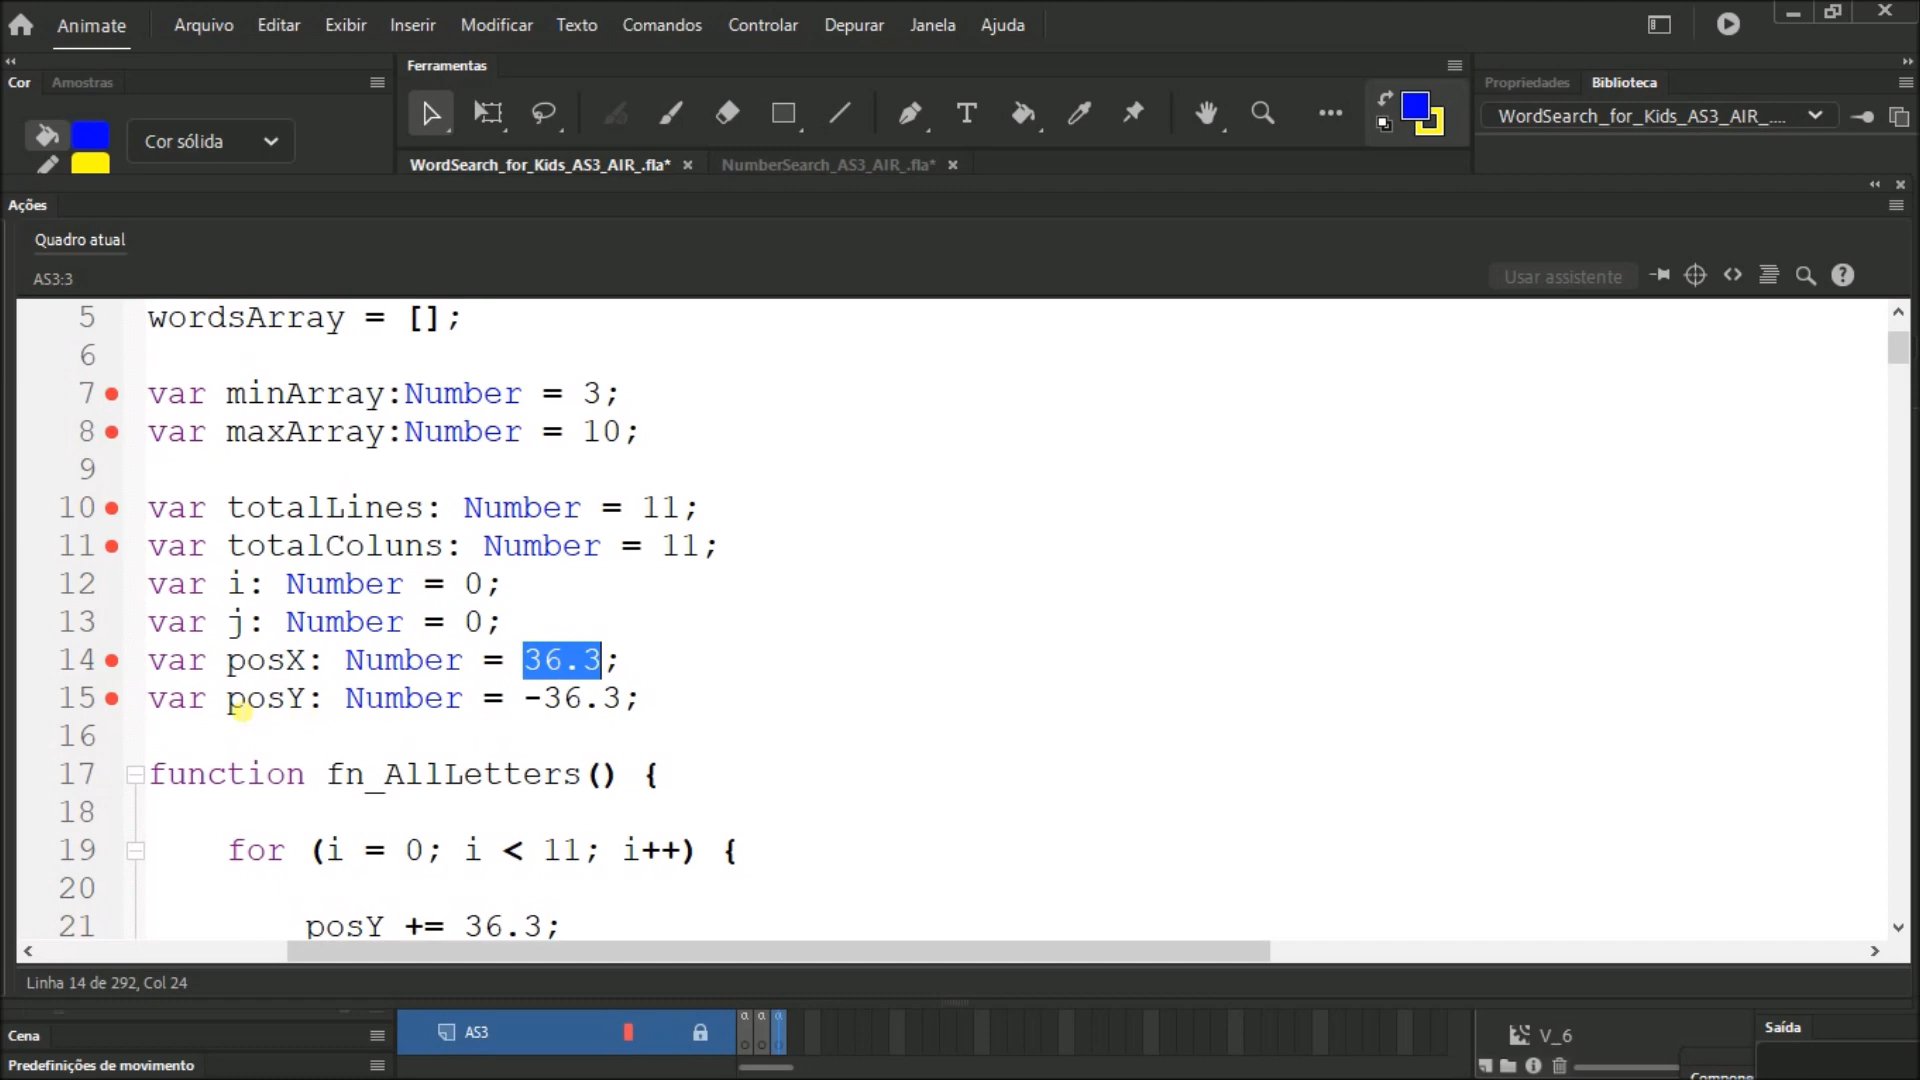 Animate Arquivo Editar Exibir Inserir Modificar Texto Comandos Controlar Depurar Janela Ajuda
Cor Amostras
Ferramentas
Propriedades Biblioteca
Cor sólida
WordSearch_for_Kids_AS3_AIR_....
WordSearch_for_Kids_AS3_AIR_.fla* NumberSearch_AS3_AIR_.fla*
Ações
Quadro atual
AS3:3
Usar assistente
5 wordsArray = [];
6
7 var minArray:Number = 3;
8 var maxArray:Number = 10;
9
10 var totalLines: Number = 11;
11 var totalColuns: Number = 11;
12 var i: Number = 0;
13 var j: Number = 0;
14 var posX: Number = 36.3;
15 var posY: Number = -36.3;
16
17 function fn_AllLetters() {
18
19 for (i = 0; i < 11; i++) {
20
21 posY += 36.3;
Linha 14 de 292, Col 24
Cena
AS3
V_6
Saída
Predefinições de movimento